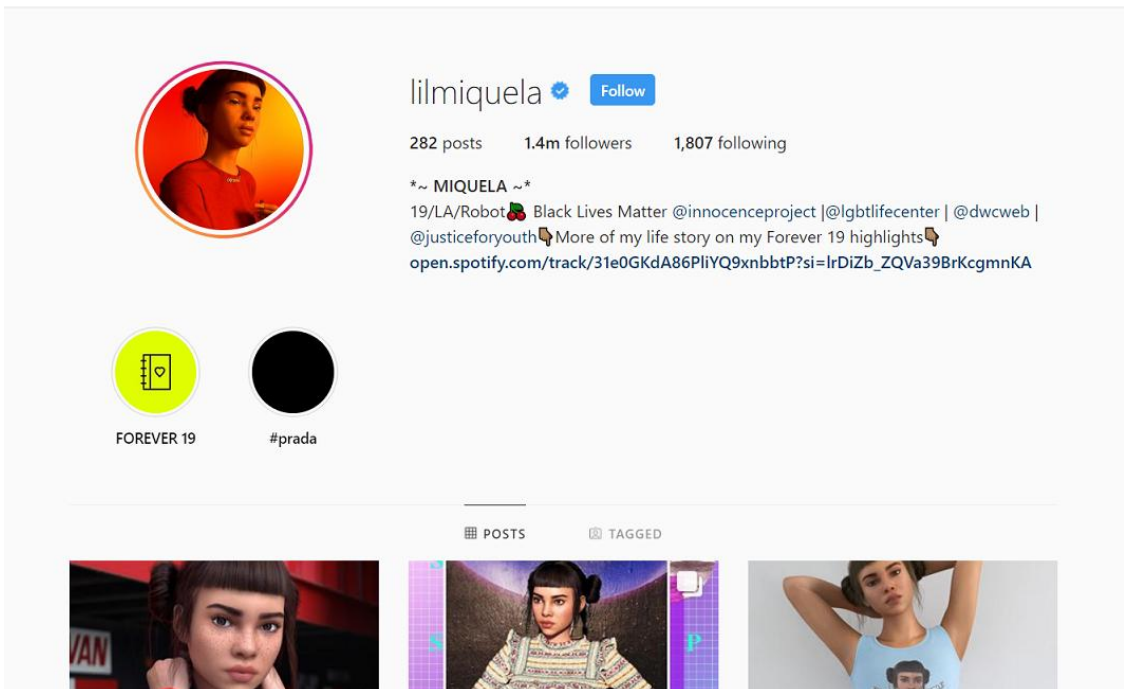 lilmiquela Follow
282 posts 1.4m followers 1,807 following
*~ MIQUELA ~*
19/LA/Robot🍒 Black Lives Matter @innocenceproject |@lgbtlifecenter | @dwcweb |
@justiceforyouth👇🏾More of my life story on my Forever 19 highlights👇🏾
open.spotify.com/track/31e0GKdA86PliYQ9xnbbtP?si=lrDiZb_ZQVa39BrKcgmnKA
FOREVER 19 #prada
POSTS TAGGED
VAN
S
S P